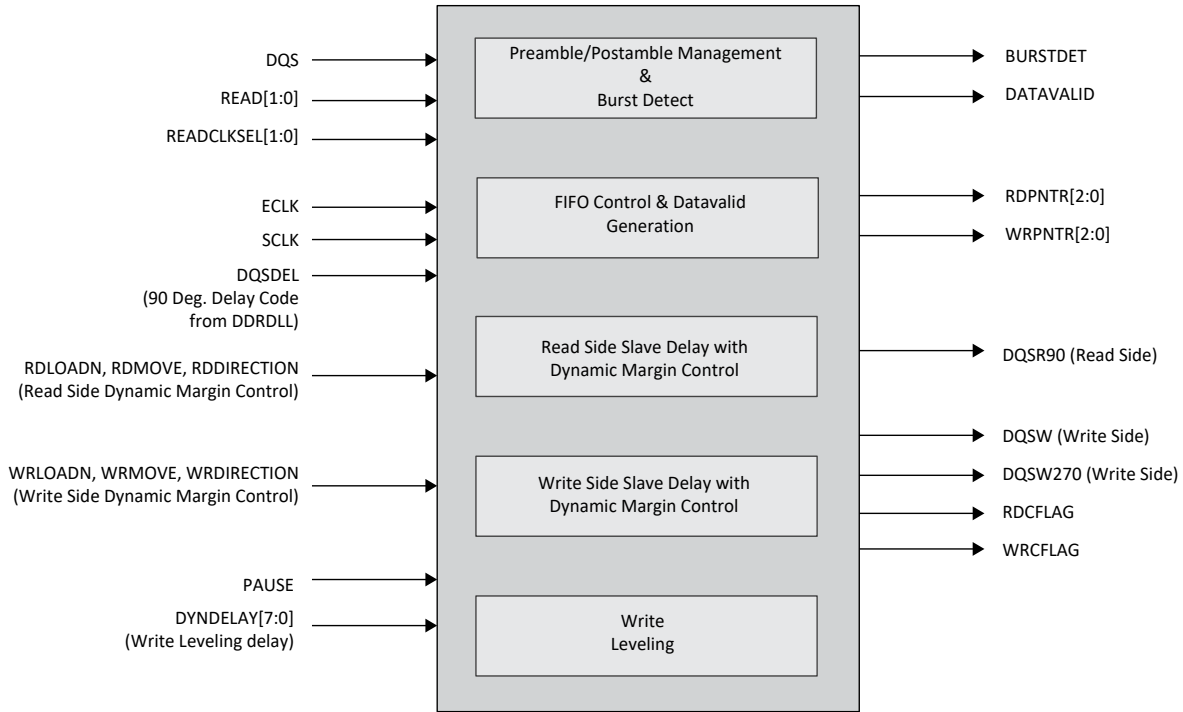 DQS
READ[1:0]
READCLKSEL[1:0]
ECLK
SCLK
DQSDEL
(90 Deg. Delay Code
from DDRDLL)
RDLOADN, RDMOVE, RDDIRECTION
(Read Side Dynamic Margin Control)
WRLOADN, WRMOVE, WRDIRECTION
(Write Side Dynamic Margin Control)
PAUSE
DYNDELAY[7:0]
(Write Leveling delay)
Preamble/Postamble Management
&
Burst Detect
FIFO Control & Datavalid
Generation
Read Side Slave Delay with
Dynamic Margin Control
Write Side Slave Delay with
Dynamic Margin Control
Write
Leveling
BURSTDET
DATAVALID
RDPNTR[2:0]
WRPNTR[2:0]
DQSR90 (Read Side)
DQSW (Write Side)
DQSW270 (Write Side)
RDCFLAG
WRCFLAG